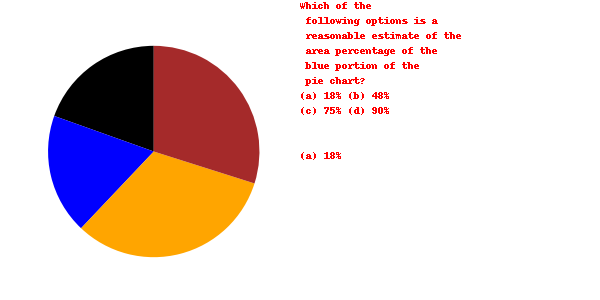 Which of the
following options is a
reasonable estimate of the
area percentage of the
blue portion of the
pie chart?
(a) 18% (b) 48%
(c) 75% (d) 90%
(a) 18%